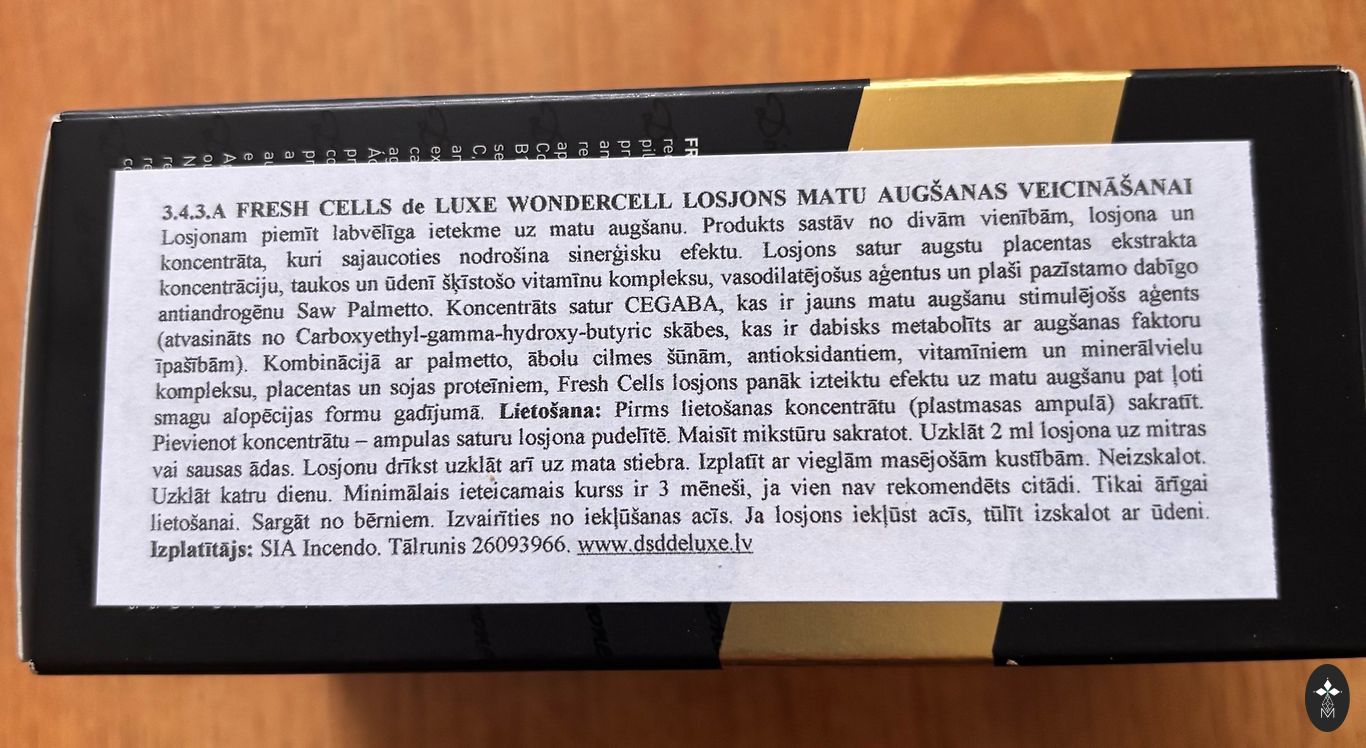 3.4.3.A FRESH CELLS de LUXE WONDERCELL LOSJONS MATU AUGŠANAS VEICINĀŠANAI
Losjonam piemīt labvēlīga ietekme uz matu augšanu. Produkts sastāv no divām vienībām, losjona un
koncentrāta, kuri sajaucoties nodrošina sinerģisku efektu. Losjons satur augstu placentas ekstrakta
koncentrāciju, taukos un ūdenī šķīstošo vitamīnu kompleksu, vasodilatējošus aģentus un plaši pazīstamo dabīgo
antiandrogēnu Saw Palmetto. Koncentrāts satur CEGABA, kas ir jauns matu augšanu stimulējošs aģents
(atvasināts no Carboxyethyl-gamma-hydroxy-butyric skābes, kas ir dabisks metabolīts ar augšanas faktoru
īpašībām). Kombinācijā ar palmetto, ābolu cilmes šūnām, antioksidantiem, vitamīniem un minerālvielu
kompleksu, placentas un sojas proteīniem, Fresh Cells losjons panāk izteiktu efektu uz matu augšanu pat ļoti
smagu alopēcijas formu gadījumā. Lietošana: Pirms lietošanas koncentrātu (plastmasas ampulā) sakratīt.
Pievienot koncentrātu – ampulas saturu losjona pudelītē. Maisīt mikstūru sakratot. Uzklāt 2 ml losjona uz mitras
vai sausas ādas. Losjonu drīkst uzklāt arī uz mata stiebra. Izplatīt ar vieglām masējošām kustībām. Neizskalot.
Uzklāt katru dienu. Minimālais ieteicamais kurss ir 3 mēneši, ja vien nav rekomendēts citādi. Tikai ārīgai
lietošanai. Sargāt no bērniem. Izvairīties no iekļūšanas acīs. Ja losjons iekļūst acīs, tūlīt izskalot ar ūdeni.
Izplatītājs: SIA Incendo. Tālrunis 26093966. www.dsddeluxe.lv